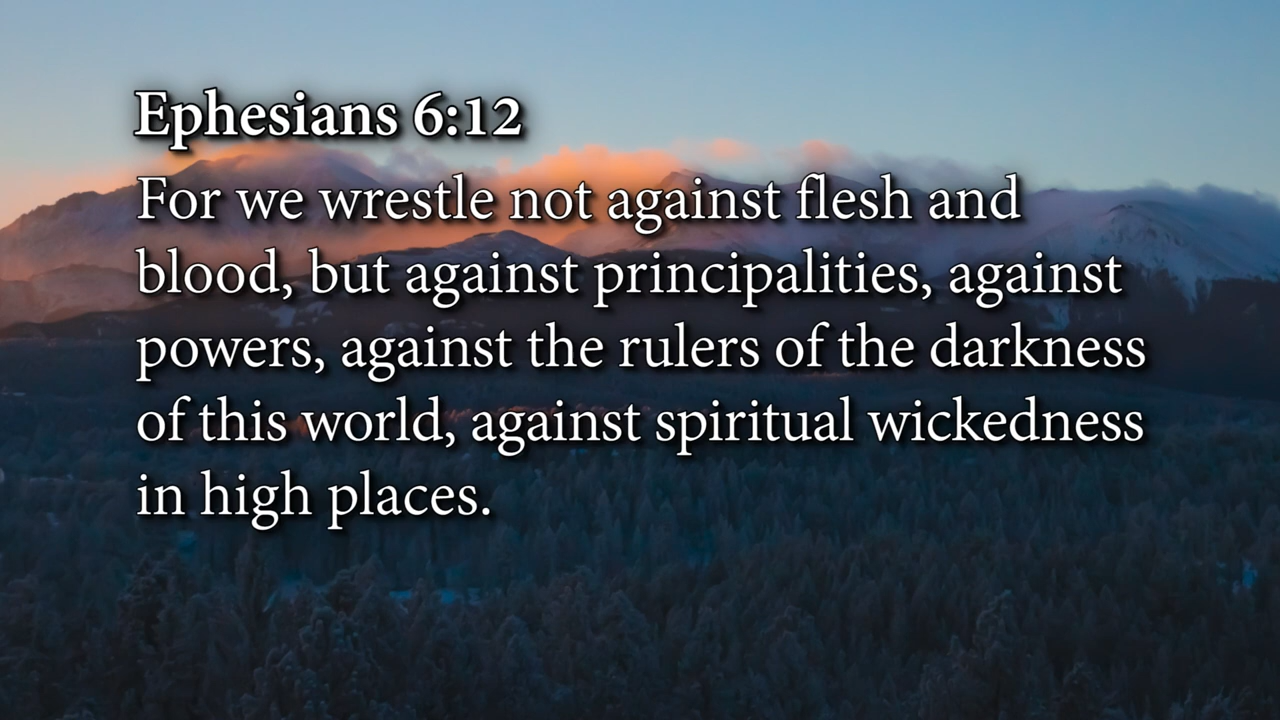 Ephesians 6:12
For we wrestle not against flesh and
blood, but against principalities, against
powers, against the rulers of the darkness
of this world, against spiritual wickedness
in high places.